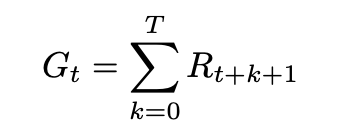 G_t = \sum_{k=0}^{T} R_{t+k+1}